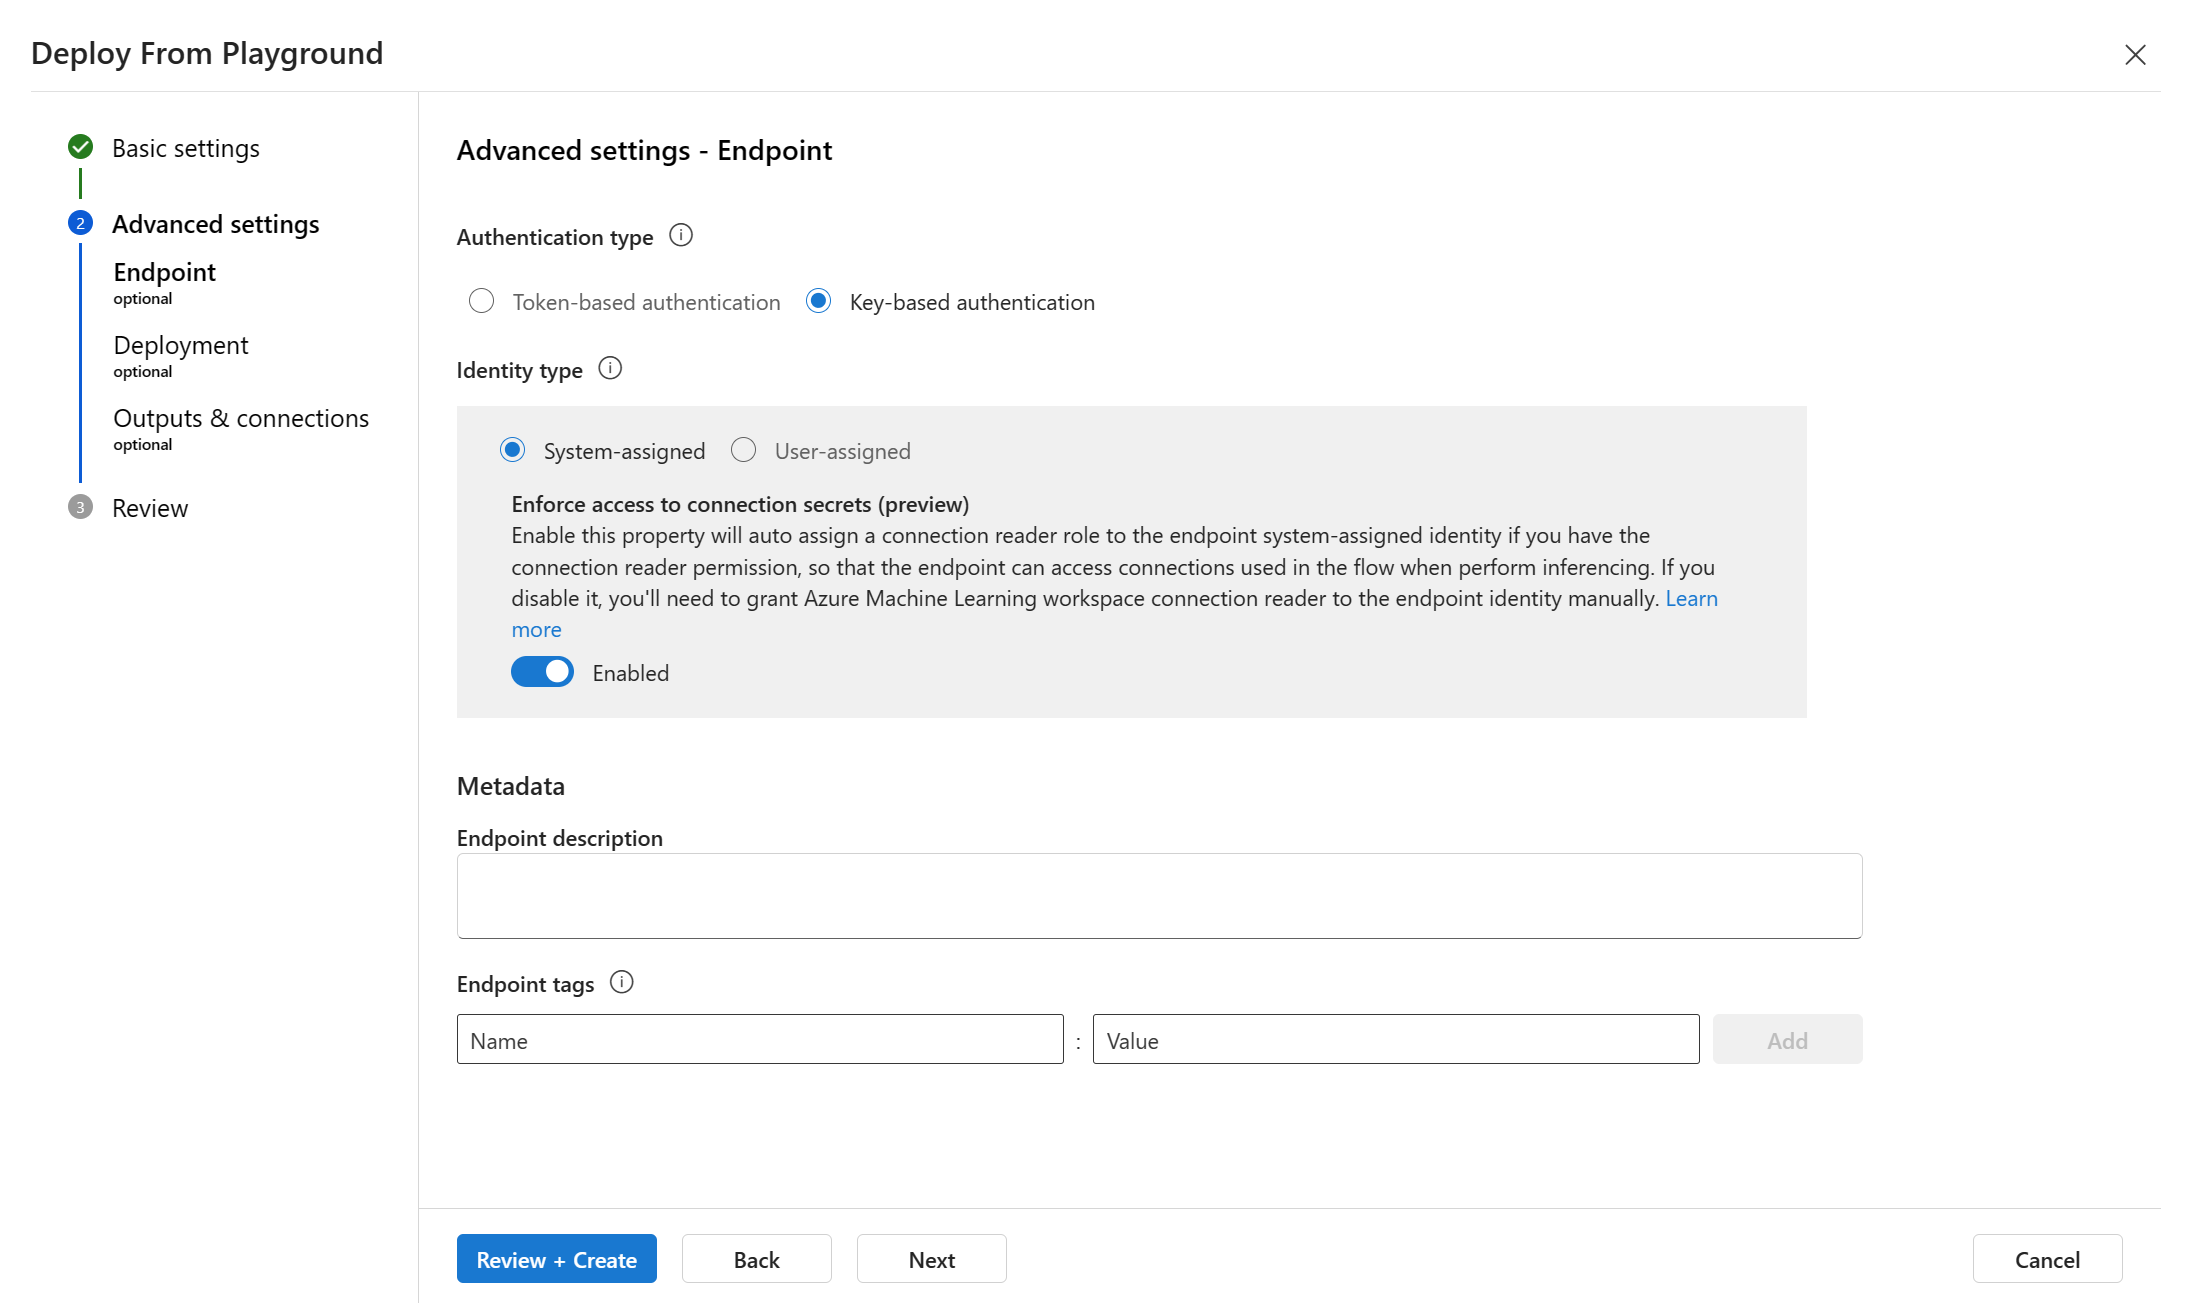 Deploy From Playground
Basic settings
2
Advanced settings
Endpoint
optional
Deployment
optional
Outputs & connections
optional
3
Review
Advanced settings - Endpoint
Authentication type
Token-based authentication
Key-based authentication
Identity type
System-assigned
User-assigned
Enforce access to connection secrets (preview)
Enable this property will auto assign a connection reader role to the endpoint system-assigned identity if you have the
connection reader permission, so that the endpoint can access connections used in the flow when perform inferencing. If you
disable it, you'll need to grant Azure Machine Learning workspace connection reader to the endpoint identity manually. Learn
more
Enabled
Metadata
Endpoint description
Endpoint tags
Name : Value Add
Review + Create
Back
Next
Cancel